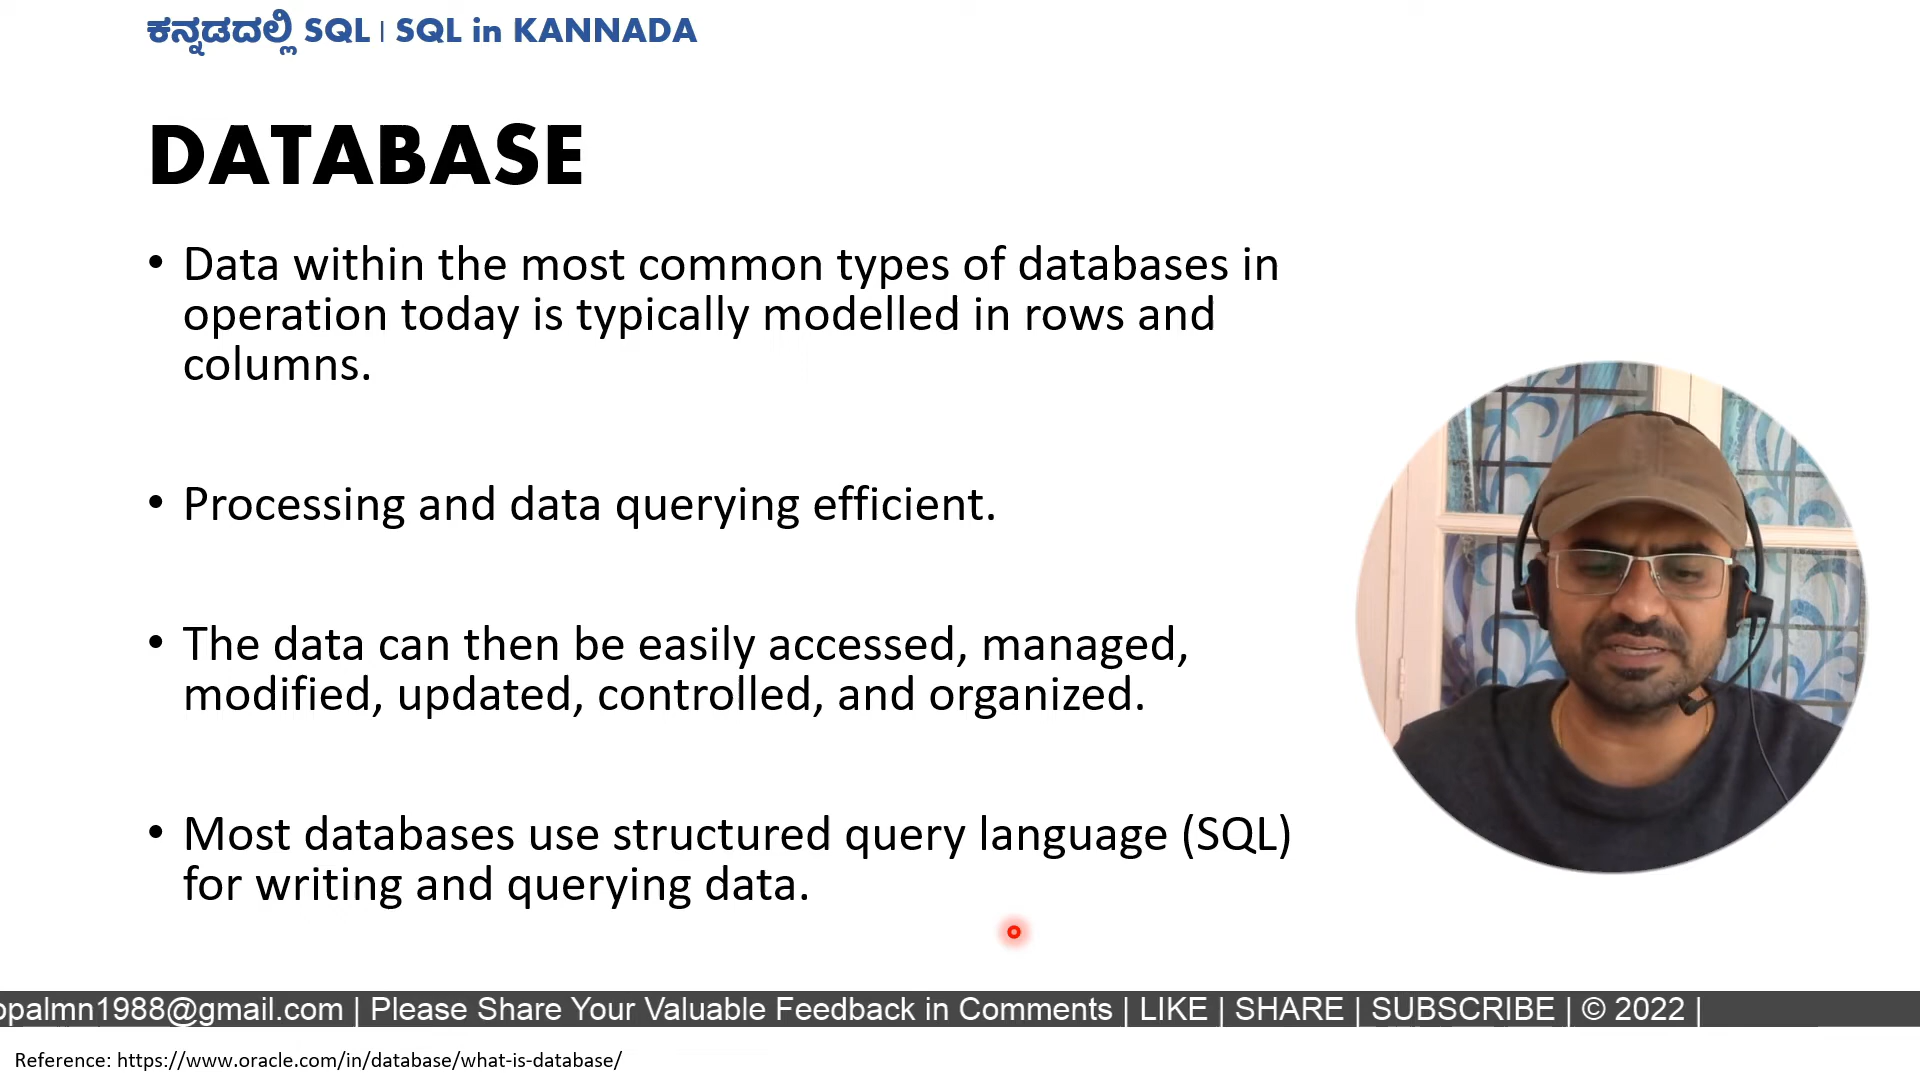 ಕನ್ನಡದಲ್ಲಿ SQL | SQL in KANNADA
DATABASE
• Data within the most common types of databases in
operation today is typically modelled in rows and
columns.
• Processing and data querying efficient.
• The data can then be easily accessed, managed,
modified, updated, controlled, and organized.
• Most databases use structured query language (SQL)
for writing and querying data.
opalmn1988@gmail.com | Please Share Your Valuable Feedback in Comments | LIKE | SHARE | SUBSCRIBE | © 2022 |
Reference: https://www.oracle.com/in/database/what-is-database/